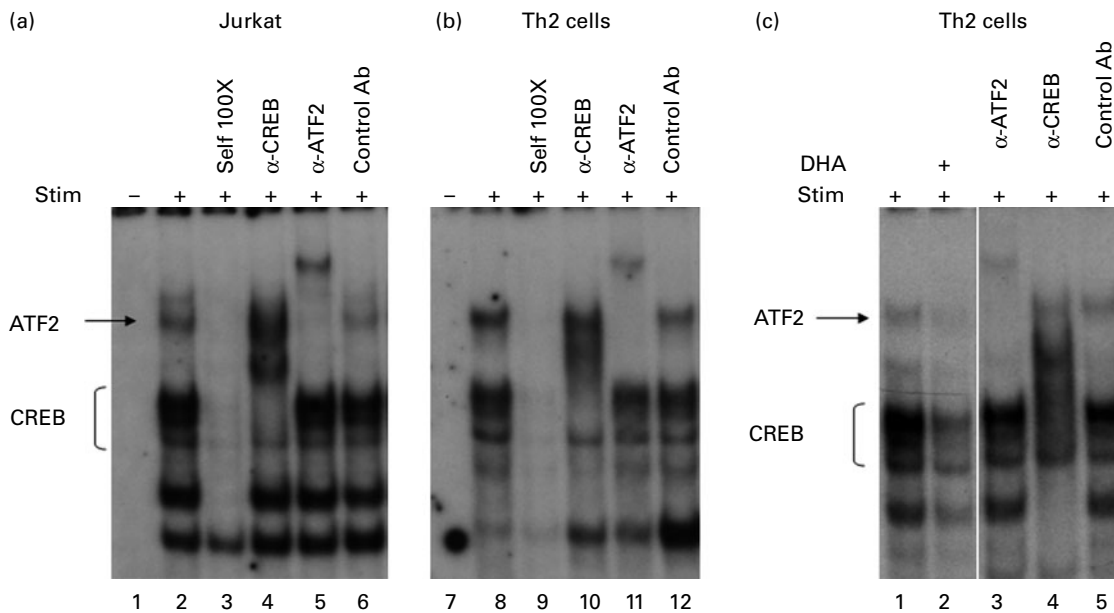 (a) Jurkat (b) Th2 cells (c) Th2 cells
Self 100X α-CREB α-ATF2 Control Ab Self 100X α-CREB α-ATF2 Control Ab α-ATF2 α-CREB Control Ab
DHA +
Stim – + + + + + – + + + + + Stim + + + + +
ATF2 ATF2
CREB CREB
1 2 3 4 5 6 7 8 9 10 11 12 1 2 3 4 5